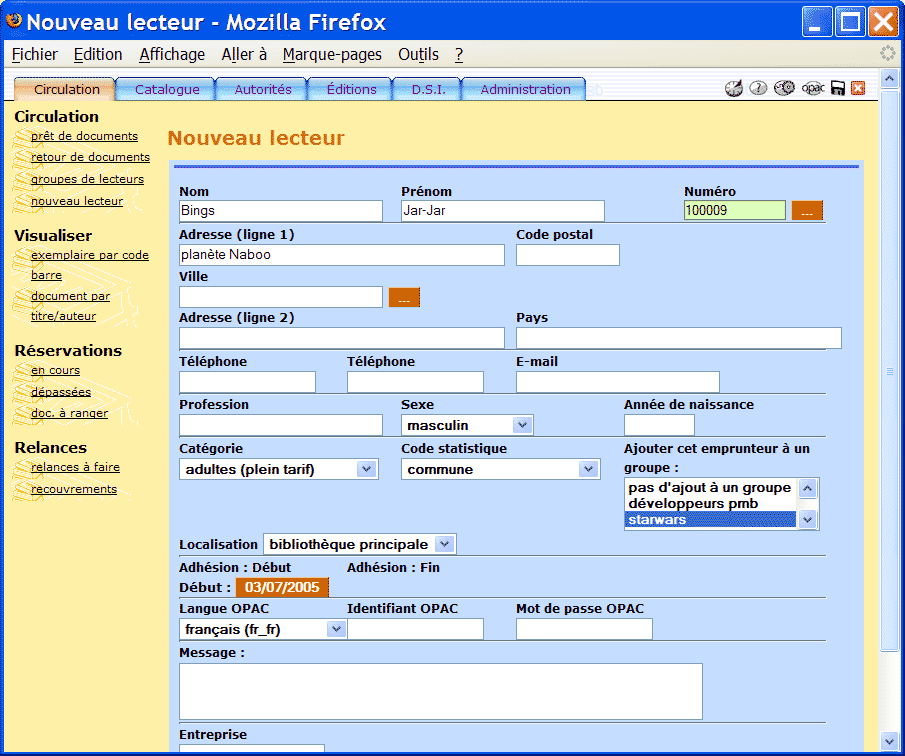 Nouveau lecteur - Mozilla Firefox
Fichier Edition Affichage Aller à Marque-pages Outils ?
Circulation Catalogue Autorités Éditions D.S.I. Administration
opac
Circulation
prêt de documents
retour de documents
groupes de lecteurs
nouveau lecteur
Visualiser
exemplaire par code
barre
document par
titre/auteur
Réservations
en cours
dépassées
doc. à ranger
Relances
relances à faire
recouvrements
Nouveau lecteur
Nom Prénom Numéro
Bings Jar-Jar 100009 ...
Adresse (ligne 1) Code postal
planète Naboo
Ville
...
Adresse (ligne 2) Pays
Téléphone Téléphone E-mail
Profession Sexe Année de naissance
masculin
Catégorie Code statistique Ajouter cet emprunteur à un
groupe :
adultes (plein tarif) commune
pas d'ajout à un groupe
développeurs pmb
starwars
Localisation bibliothèque principale
Adhésion : Début Adhésion : Fin
Début : 03/07/2005
Langue OPAC Identifiant OPAC Mot de passe OPAC
français (fr_fr)
Message :
Entreprise